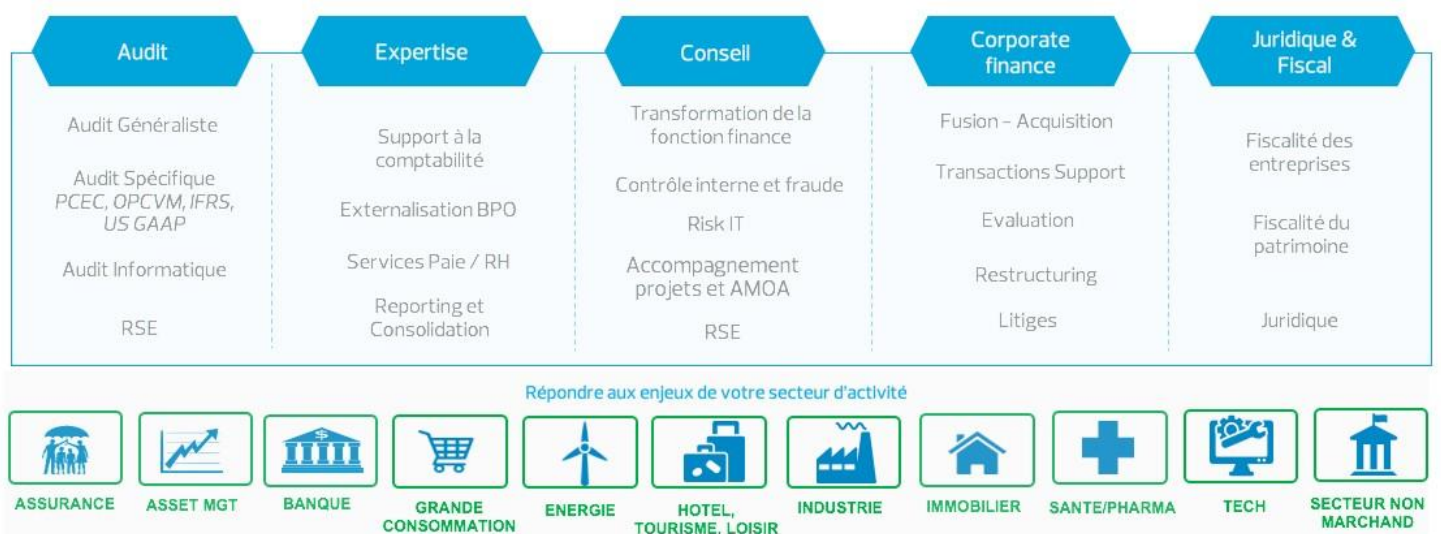 Audit
Expertise
Conseil
Corporate
finance
Juridique &
Fiscal
Audit Généraliste
Audit Spécifique
PCEC, OPCVM, IFRS,
US GAAP
Audit Informatique
RSE
Support à la
comptabilité
Externalisation BPO
Services Paie / RH
Reporting et
Consolidation
Transformation de la
fonction finance
Contrôle interne et fraude
Risk IT
Accompagnement
projets et AMOA
RSE
Fusion – Acquisition
Transactions Support
Evaluation
Restructuring
Litiges
Fiscalité des
entreprises
Fiscalité du
patrimoine
Juridique
Répondre aux enjeux de votre secteur d'activité
$
ASSURANCE
ASSET MGT
BANQUE
GRANDE
CONSOMMATION
ENERGIE
HOTEL,
TOURISME, LOISIR
INDUSTRIE
IMMOBILIER
SANTE/PHARMA
TECH
SECTEUR NON
MARCHAND